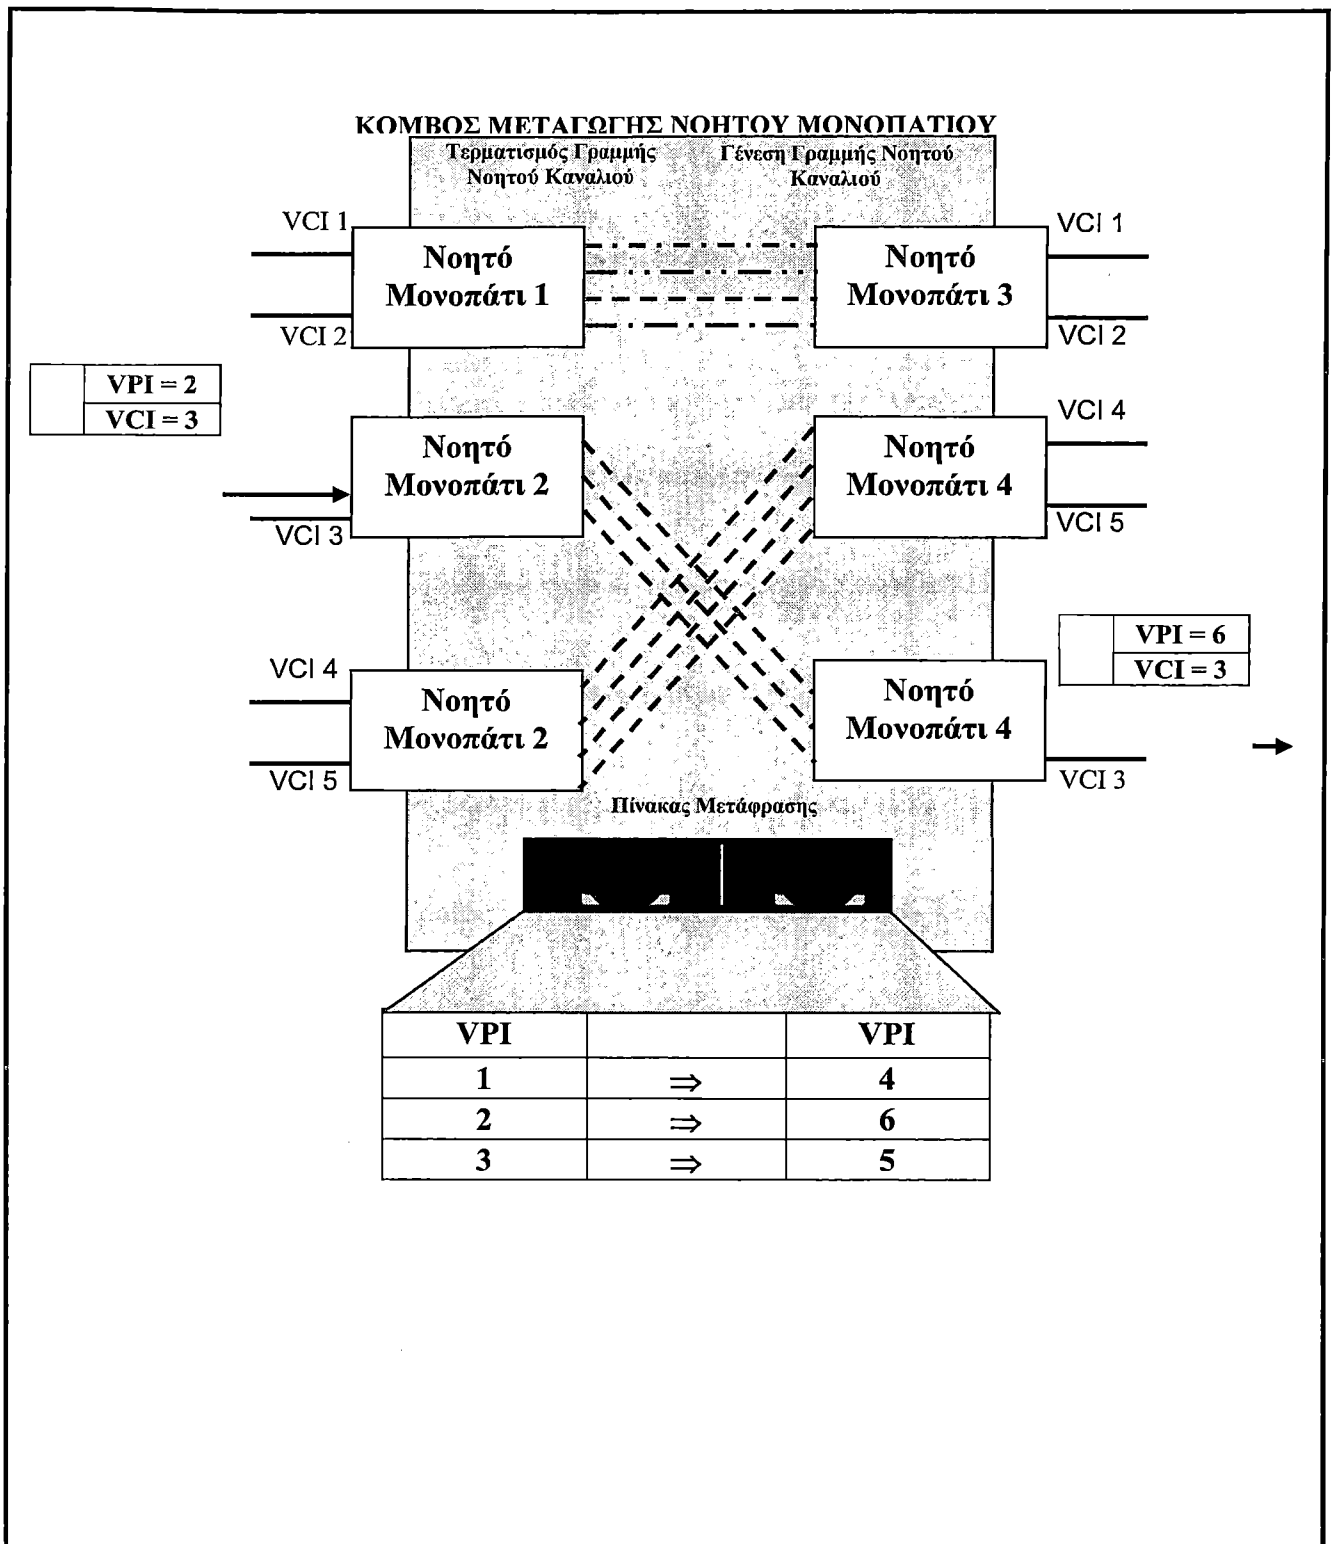 ΚΟΜΒΟΣ ΜΕΤΑΓΩΓΗΣ ΝΟΗΤΟΥ ΜΟΝΟΠΑΤΙΟΥ
Τερματισμός Γραμμής
Νοητού Καναλιού
Γένεση Γραμμής Νοητού
Καναλιού
VCI 1
VCI 2
Νοητό
Μονοπάτι 1
Νοητό
Μονοπάτι 3
VCI 1
VCI 2
VPI = 2
VCI = 3
VCI 3
Νοητό
Μονοπάτι 2
Νοητό
Μονοπάτι 4
VCI 4
VCI 5
VPI = 6
VCI = 3
VCI 4
VCI 5
Νοητό
Μονοπάτι 2
Νοητό
Μονοπάτι 4
VCI 3
Πίνακας Μετάφρασης
VPI VPI
1 ⇒ 4
2 ⇒ 6
3 ⇒ 5